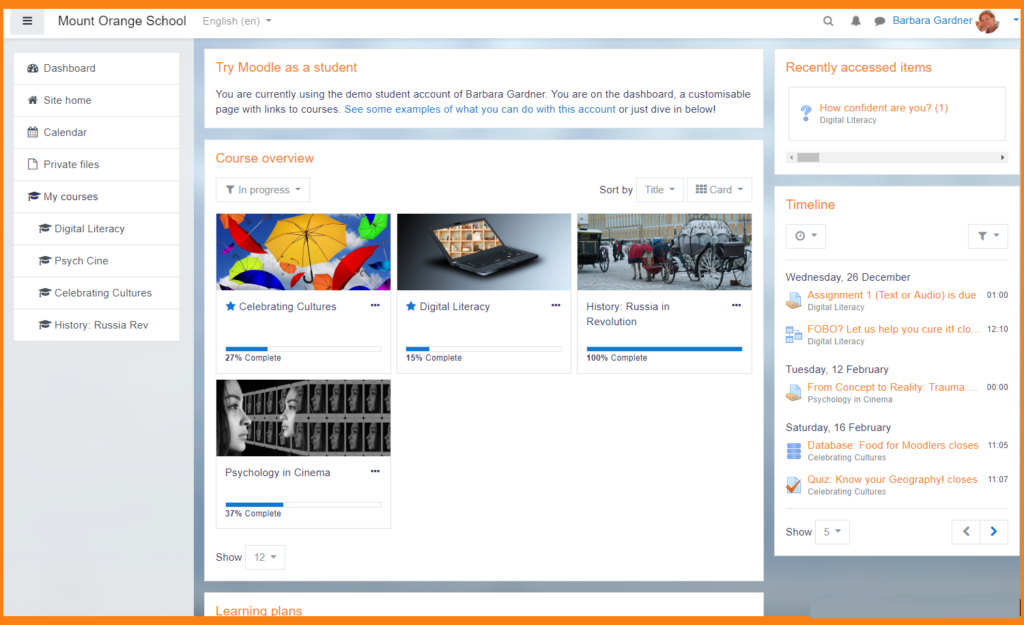 Mount Orange School
English (en)
Barbara Gardner
Dashboard
Site home
Calendar
Private files
My courses
Digital Literacy
Psych Cine
Celebrating Cultures
History: Russia Rev
Try Moodle as a student
You are currently using the demo student account of Barbara Gardner. You are on the dashboard, a customisable
page with links to courses. See some examples of what you can do with this account or just dive in below!
Course overview
In progress
Sort by Title Card
Celebrating Cultures
27% Complete
Digital Literacy
15% Complete
History: Russia in
Revolution
100% Complete
Psychology in Cinema
37% Complete
Show 12
Learning plans
Recently accessed items
How confident are you? (1)
Digital Literacy
Timeline
Wednesday, 26 December
Assignment 1 (Text or Audio) is due 01:00
Digital Literacy
FOBO? Let us help you cure it! clo... 12:10
Digital Literacy
Tuesday, 12 February
From Concept to Reality: Trauma ... 00:00
Psychology in Cinema
Saturday, 16 February
Database: Food for Moodlers closes 11:05
Celebrating Cultures
Quiz: Know your Geography! closes 11:07
Celebrating Cultures
Show 5